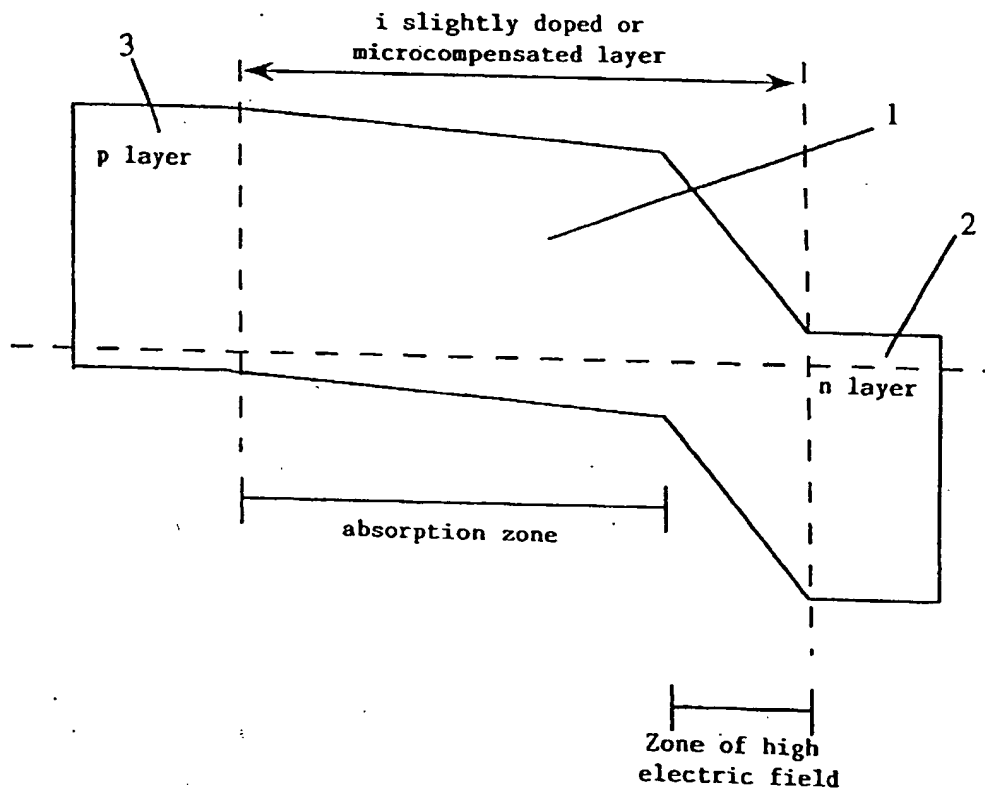 i slightly doped or
microcompensated layer
3
1
p layer
2
n layer
absorption zone
Zone of high
electric field